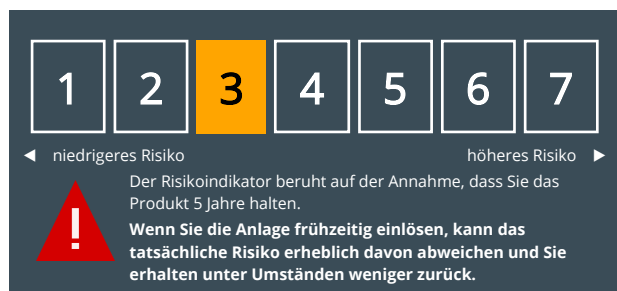 1 2 3 4 5 6 7
niedrigeres Risiko höheres Risiko
Der Risikoindikator beruht auf der Annahme, dass Sie das
Produkt 5 Jahre halten.
Wenn Sie die Anlage frühzeitig einlösen, kann das
tatsächliche Risiko erheblich davon abweichen und Sie
erhalten unter Umständen weniger zurück.